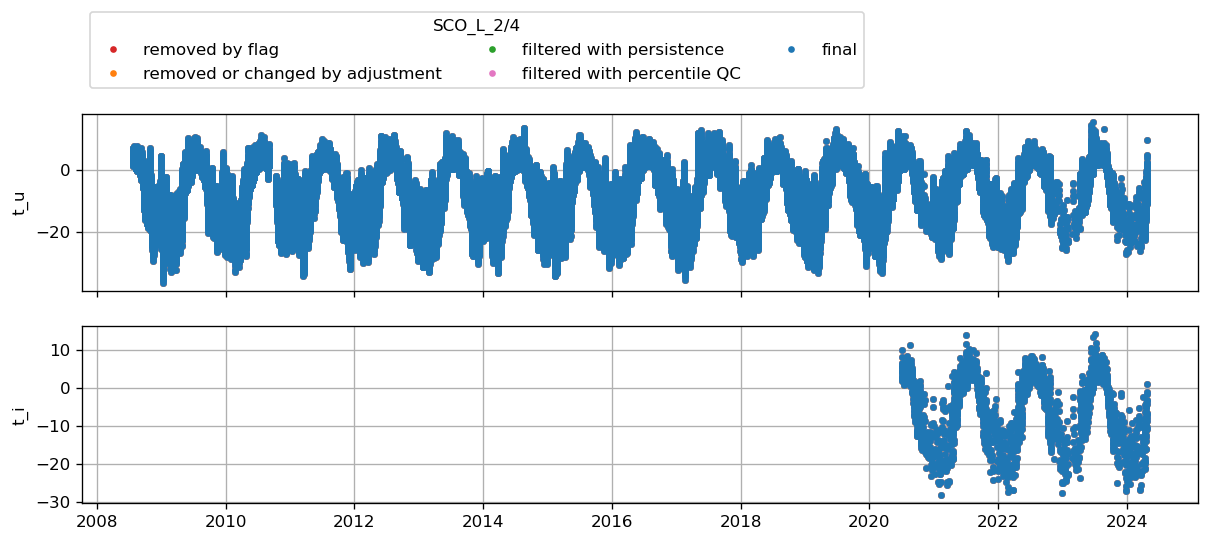 SCO_L_2/4
removed by flag
filtered with persistence
final
removed or changed by adjustment
filtered with percentile QC
0
−20
t_u
10
0
−10
−20
−30
t_i
2008 2010 2012 2014 2016 2018 2020 2022 2024